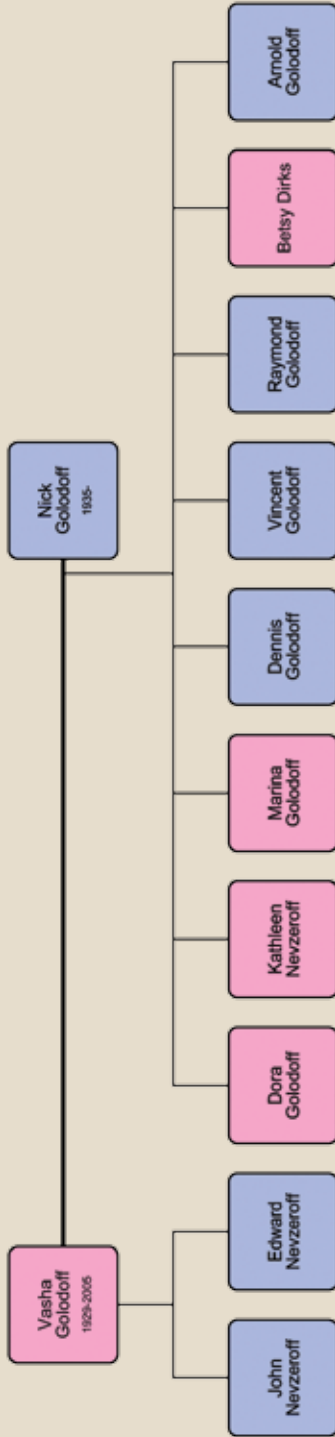 Vasha
Golodoff
1929-2005
Nick
Golodoff
1935-
John
Nevzeroff
Edward
Nevzeroff
Dora
Golodoff
Kathleen
Nevzeroff
Marina
Golodoff
Dennis
Golodoff
Vincent
Golodoff
Raymond
Golodoff
Betsy Dirks
Arnold
Golodoff